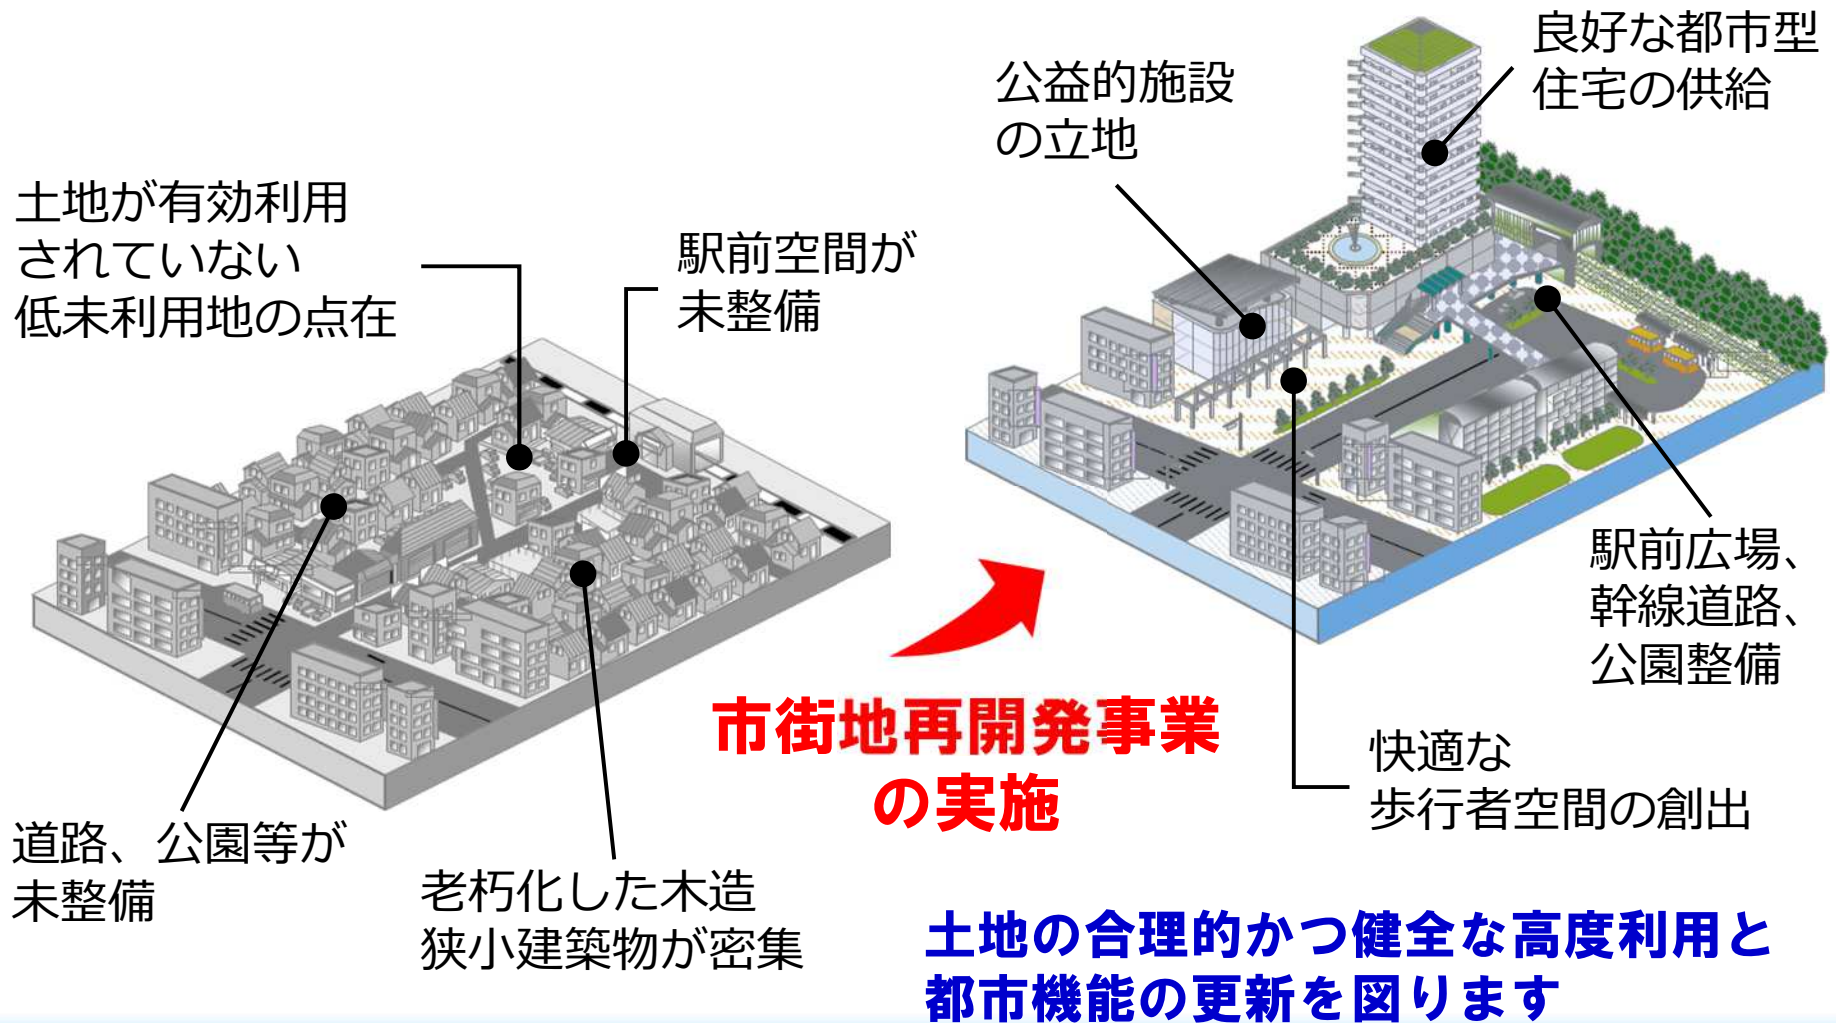 土地が有効利用
されていない
低未利用地の点在
駅前空間が
未整備
道路、公園等が
未整備
老朽化した木造
狭小建築物が密集
市街地再開発事業
の実施
公益的施設
の立地
良好な都市型
住宅の供給
駅前広場、
幹線道路、
公園整備
快適な
歩行者空間の創出
土地の合理的かつ健全な高度利用と
都市機能の更新を図ります